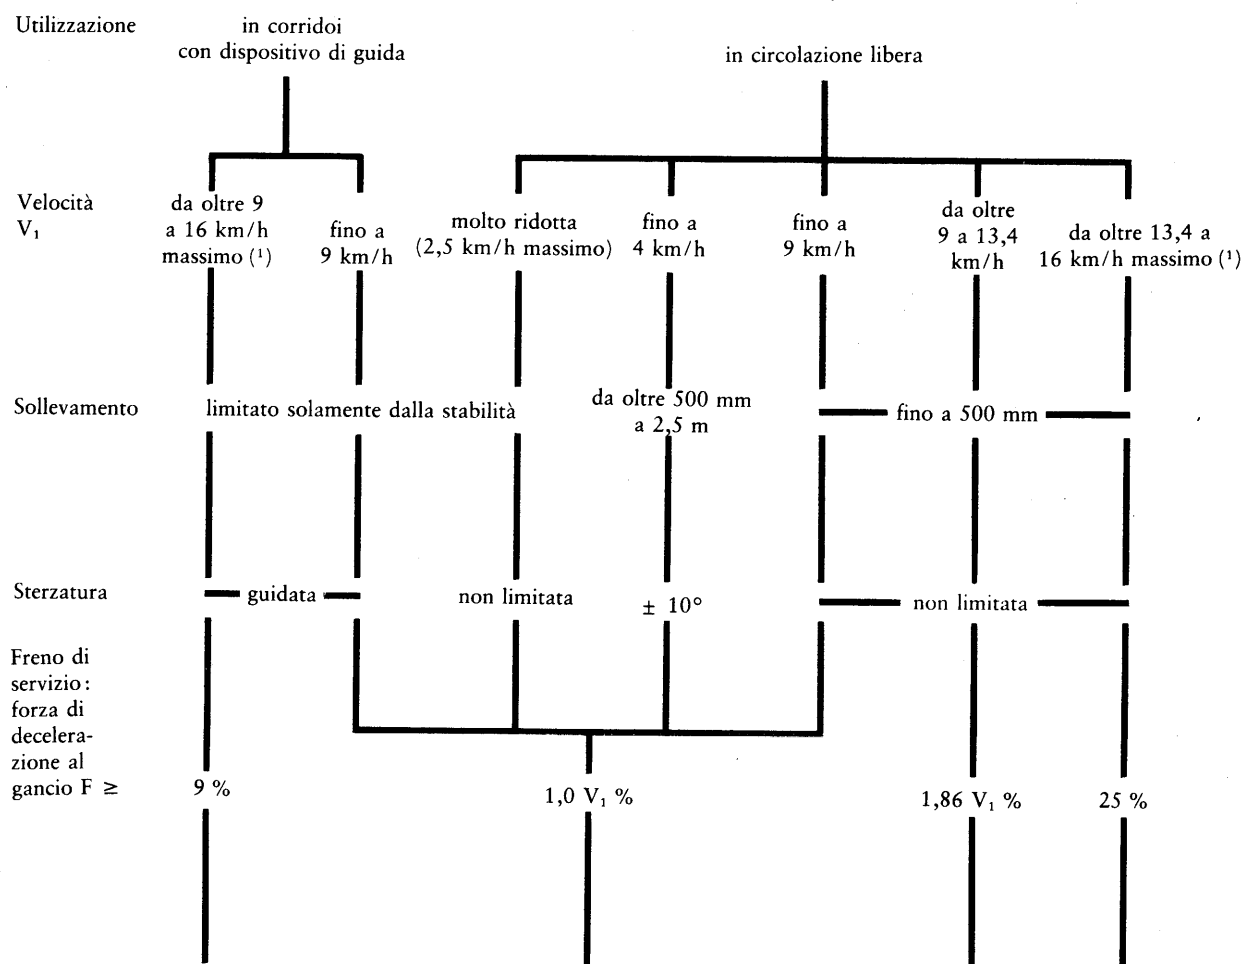 Utilizzazione
in corridoi
con dispositivo di guida
in circolazione libera
Velocità
V₁
da oltre 9
a 16 km/h
massimo (¹)
fino a
9 km/h
molto ridotta
(2,5 km/h massimo)
fino a
4 km/h
fino a
9 km/h
da oltre
9 a 13,4
km/h
da oltre 13,4 a
16 km/h massimo (¹)
Sollevamento
limitato solamente dalla stabilità
da oltre 500 mm
a 2,5 m
fino a 500 mm
Sterzatura
guidata
non limitata
± 10°
non limitata
Freno di
servizio:
forza di
decelera-
zione al
gancio F ≥
9 %
1,0 V₁ %
1,86 V₁ %
25 %